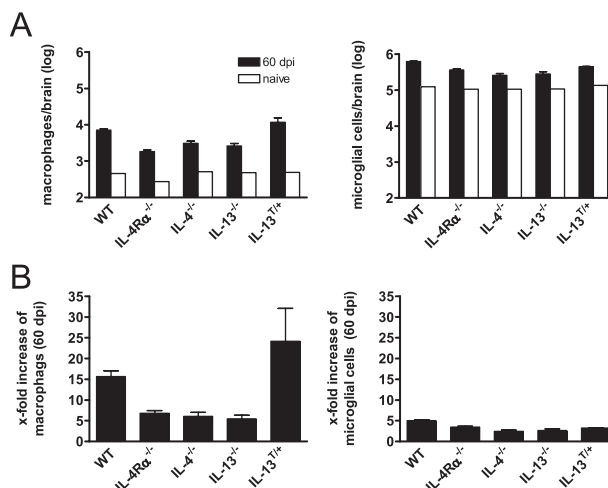 A
macrophages/brain (log)
6
5
4
3
2
60 dpi
naive
WT
IL-4Rα-/-
IL-4-/-
IL-13-/-
IL-13T/+
microglial cells/brain (log)
6
5
4
3
2
WT
IL-4Rα-/-
IL-4-/-
IL-13-/-
IL-13T/+
B
x-fold increase of
macrophags (60 dpi)
35
30
25
20
15
10
5
0
WT
IL-4Rα-/-
IL-4-/-
IL-13-/-
IL-13T/+
x-fold increase of
microglial cells (60 dpi)
35
30
25
20
15
10
5
0
WT
IL-4Rα-/-
IL-4-/-
IL-13-/-
IL-13T/+